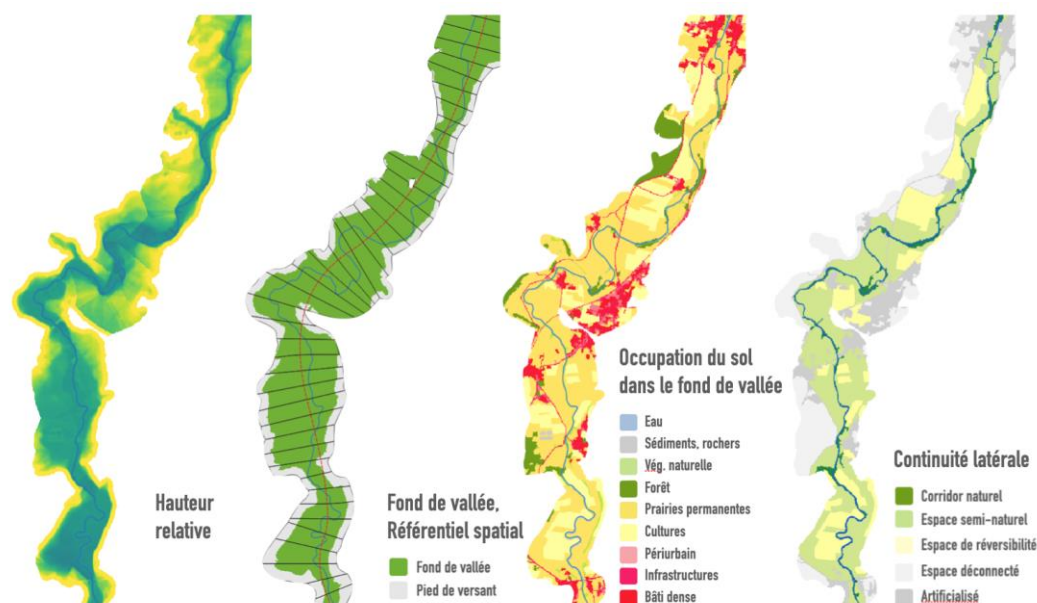 Hauteur
relative
Fond de vallée,
Référentiel spatial
Fond de vallée
Pied de versant
Occupation du sol
dans le fond de vallée
Eau
Sédiments, rochers
Vég. naturelle
Forêt
Prairies permanentes
Cultures
Périurbain
Infrastructures
Bâti dense
Continuité latérale
Corridor naturel
Espace semi-naturel
Espace de réversibilité
Espace déconnecté
Artificialisé